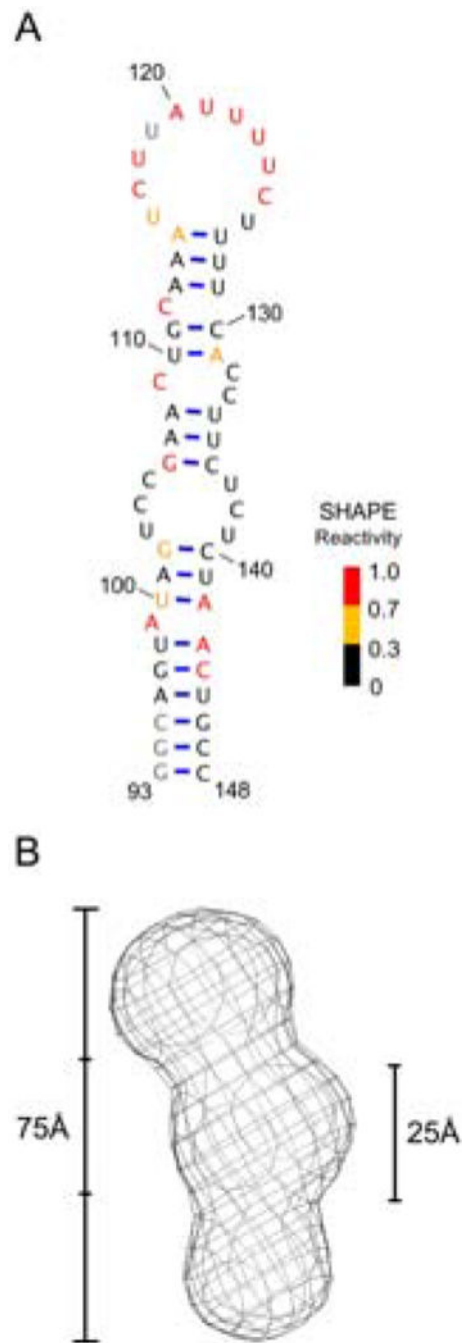 A
120
A U U
U U
U U
C C
U U
A U
A U
A U
C 130
G C
110 U A
C C
C
A U
A U
G C
C U
C C
U U
G C
140
A U
100 U A
A
U A
G C
A U
C G
G C
G C
93 148
SHAPE
Reactivity
1.0
0.7
0.3
0
B
75Å
25Å